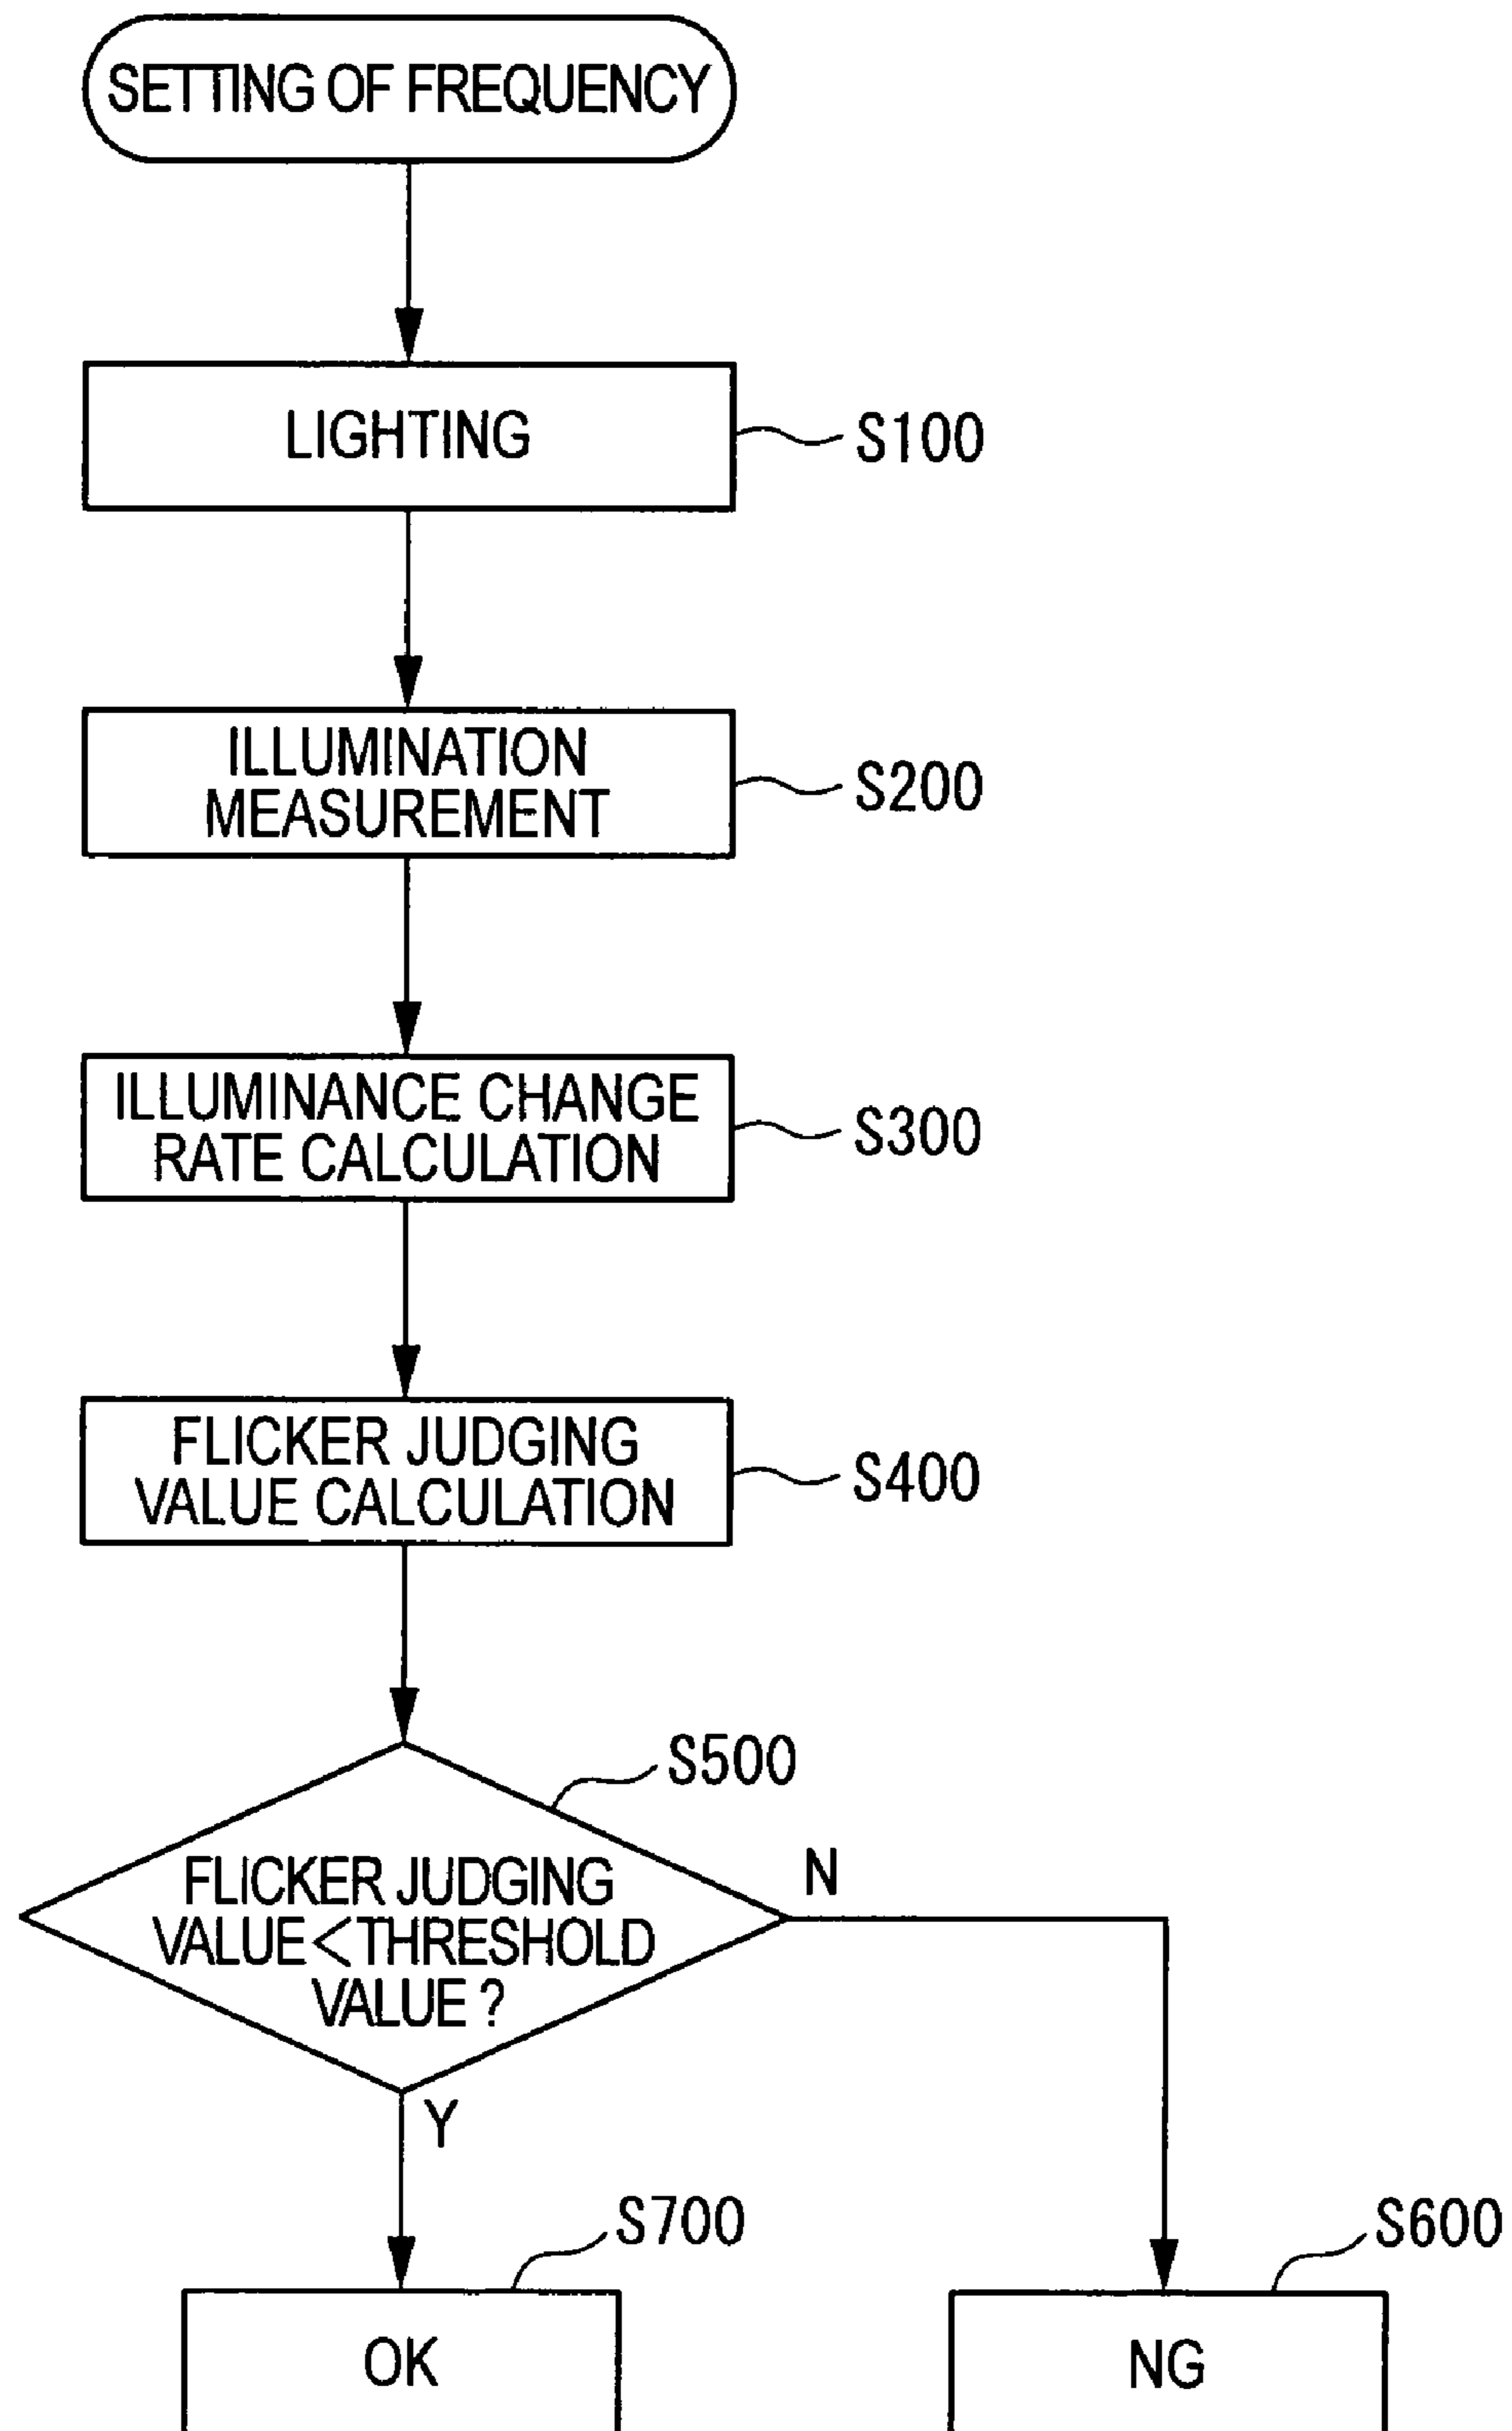 SETTING OF FREQUENCY
LIGHTING
S100
ILLUMINATION
MEASUREMENT
S200
ILLUMINANCE CHANGE
RATE CALCULATION
S300
FLICKER JUDGING
VALUE CALCULATION
S400
S500
FLICKER JUDGING
VALUE<THRESHOLD
VALUE ?
N
Y
S700
OK
S600
NG